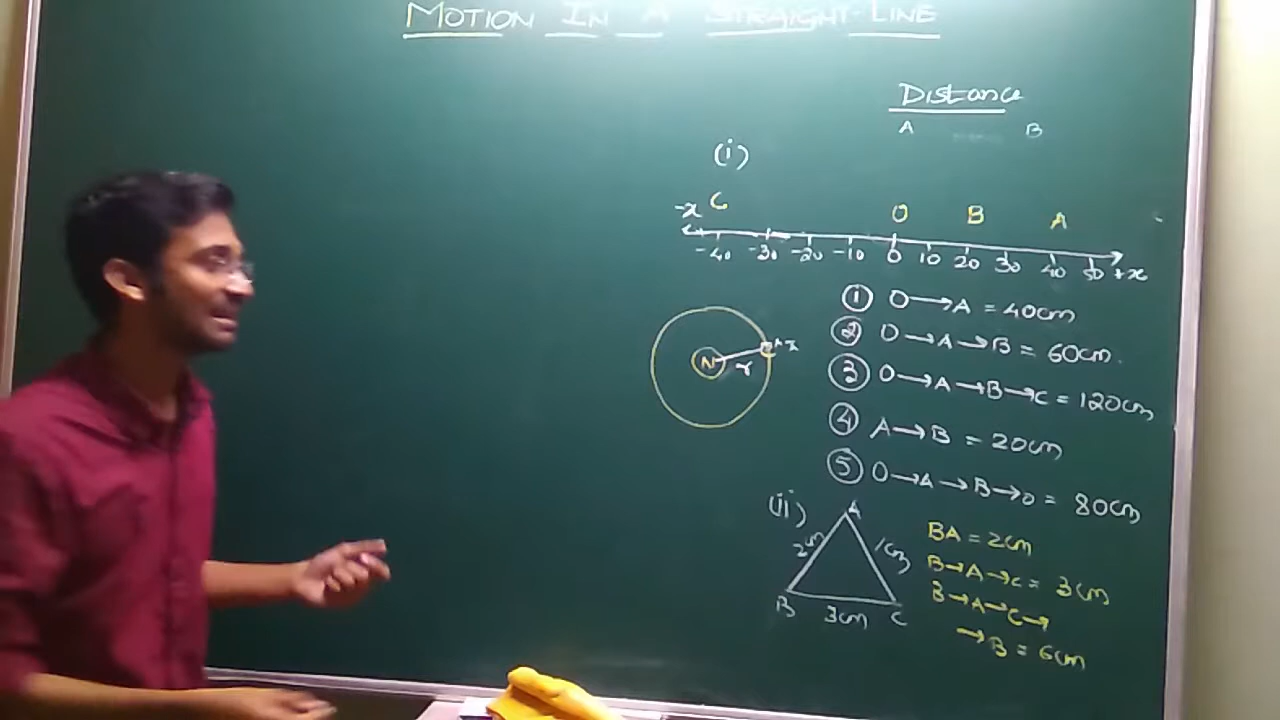 MOTION IN A STRAIGHT-LINE
Distance
A B
(i)
-x C O B A
-40 -30 -20 -10 0 10 20 30 40 50 +x
N r
① O→A = 40cm
② O→A→B = 60cm.
③ O→A→B→C = 120cm
④ A→B = 20cm
⑤ O→A→B→O = 80cm
(ii) A
2cm 1cm
B 3cm C
BA = 2cm
B→A→C = 3cm
B→A→C→
→B = 6cm